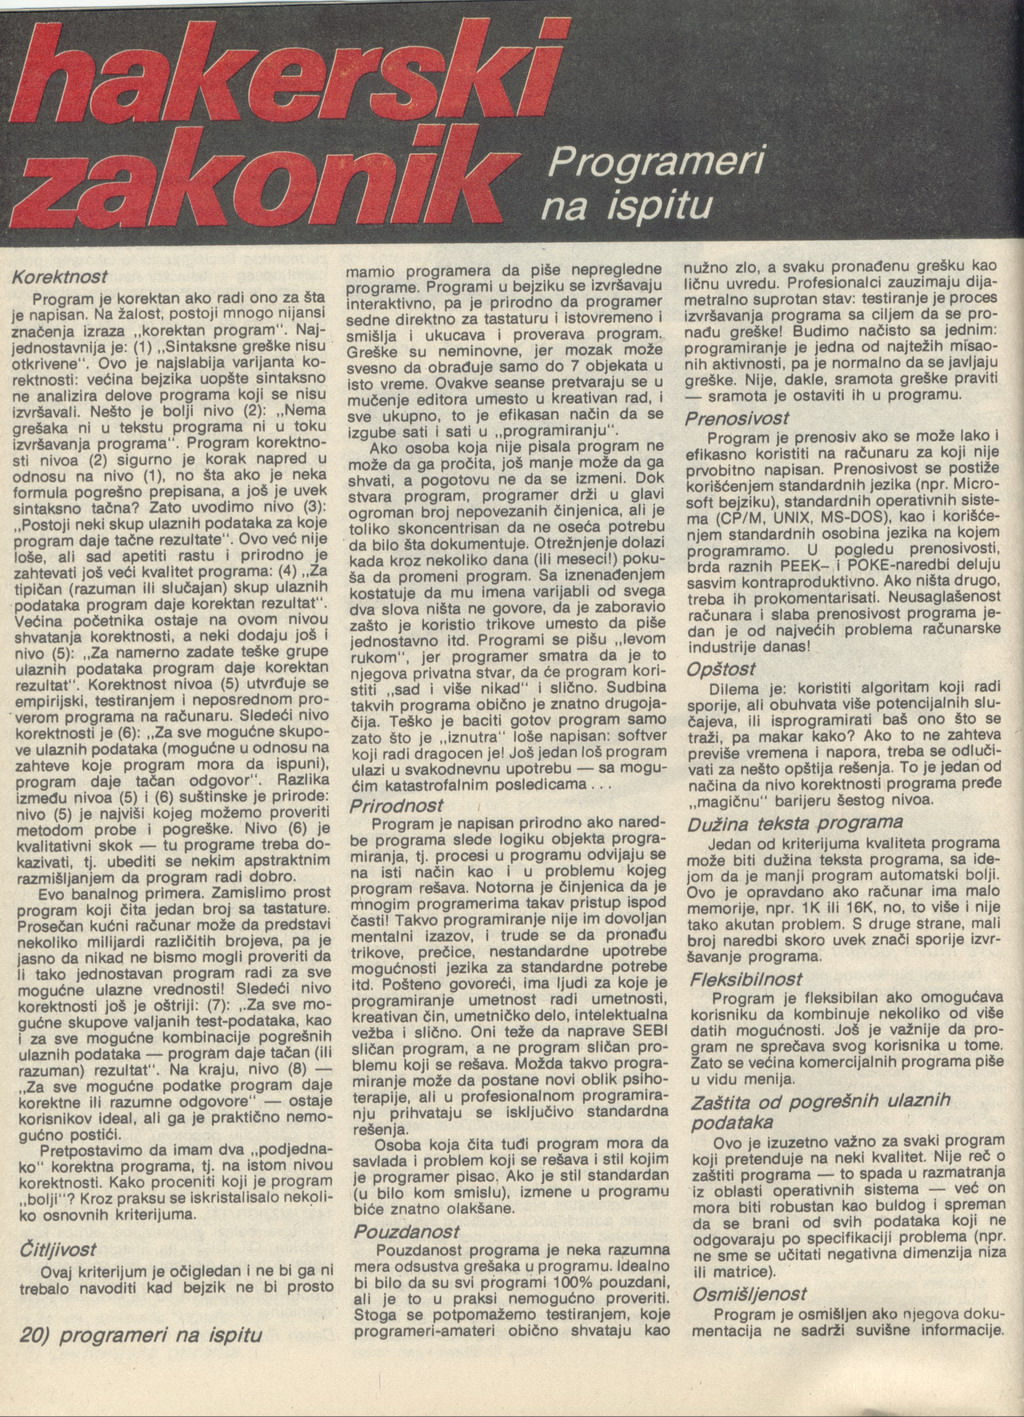 hakerski
zakonik
Programeri
na ispitu
Korektnost
Program je korektan ako radi ono za šta
je napisan. Na žalost, postoji mnogo nijansi
značenja izraza „korektan program“. Naj-
jednostavnija je: (1) „Sintaksne greške nisu
otkrivene“. Ovo je najslabija varijanta ko-
rektnosti: većina bejzika uopšte sintaksno
ne analizira delove programa koji se nisu
izvršavali. Nešto je bolji nivo (2): „Nema
grešaka ni u tekstu programa ni u toku
izvršavanja programa“. Program korektno-
sti nivoa (2) sigurno je korak napred u
odnosu na nivo (1), no šta ako je neka
formula pogrešno prepisana, a još je uvek
sintaksno tačna? Zato uvodimo nivo (3):
„Postoji neki skup ulaznih podataka za koje
program daje tačne rezultate“. Ovo već nije
loše, ali sad apetiti rastu i prirodno je
zahtevati još veći kvalitet programa: (4) „Za
tipičan (razuman ili slučajan) skup ulaznih
podataka program daje korektan rezultat“.
Većina početnika ostaje na ovom nivou
shvatanja korektnosti, a neki dodaju još i
nivo (5): „Za namerno zadate teške grupe
ulaznih podataka program daje korektan
rezultat“. Korektnost nivoa (5) utvrđuje se
empirijski, testiranjem i neposrednom pro-
verom programa na računaru. Sledeći nivo
korektnosti je (6): „Za sve mogućne skupo-
ve ulaznih podataka (mogućne u odnosu na
zahteve koje program mora da ispuni),
program daje tačan odgovor“. Razlika
između nivoa (5) i (6) suštinske je prirode:
nivo (5) je najviši kojeg možemo proveriti
metodom probe i pogreške. Nivo (6) je
kvalitativni skok — tu programe treba do-
kazivati, tj. ubediti se nekim apstraktnim
razmišljanjem da program radi dobro.
Evo banalnog primera. Zamislimo prost
program koji čita jedan broj sa tastature.
Prosečan kućni računar može da predstavi
nekoliko milijardi različitih brojeva, pa je
jasno da nikad ne bismo mogli proveriti da
li tako jednostavan program radi za sve
mogućne ulazne vrednosti! Sledeći nivo
korektnosti još je oštriji: (7): „Za sve mo-
gućne skupove valjanih test-podataka, kao
i za sve mogućne kombinacije pogrešnih
ulaznih podataka — program daje tačan (ili
razuman) rezultat“. Na kraju, nivo (8) —
„Za sve mogućne podatke program daje
korektne ili razumne odgovore“ — ostaje
korisnikov ideal, ali ga je praktično nemo-
gućno postići.
Pretpostavimo da imam dva „podjedna-
ko“ korektna programa, tj. na istom nivou
korektnosti. Kako proceniti koji je program
„bolji“? Kroz praksu se iskristalisalo nekoli-
ko osnovnih kriterijuma.
Čitljivost
Ovaj kriterijum je očigledan i ne bi ga ni
trebalo navoditi kad bejzik ne bi prosto
20) programeri na ispitu
mamio programera da piše nepregledne
programe. Programi u bejziku se izvršavaju
interaktivno, pa je prirodno da programer
sedne direktno za tastaturu i istovremeno i
smišlja i ukucava i proverava program.
Greške su neminovne, jer mozak može
svesno da obrađuje samo do 7 objekata u
isto vreme. Ovakve seanse pretvaraju se u
mučenje editora umesto u kreativan rad, i
sve ukupno, to je efikasan način da se
izgube sati i sati u „programiranju“.
Ako osoba koja nije pisala program ne
može da ga pročita, još manje može da ga
shvati, a pogotovu ne da se izmeni. Dok
stvara program, programer drži u glavi
ogroman broj nepovezanih činjenica, ali je
toliko skoncentrisan da ne oseća potrebu
da bilo šta dokumentuje. Otrežnjenje dolazi
kada kroz nekoliko dana (ili meseci!) poku-
ša da promeni program. Sa iznenađenjem
kostatuje da mu imena varijabli od svega
dva slova ništa ne govore, da je zaboravio
zašto je koristio trikove umesto da piše
jednostavno itd. Programi se pišu „levom
rukom“, jer programer smatra da je to
njegova privatna stvar, da će program kori-
stiti „sad i više nikad“ i slično. Sudbina
takvih programa obično je znatno drugoja-
čija. Teško je baciti gotov program samo
zato što je „iznutra“ loše napisan: softver
koji radi dragocen je! Još jedan loš program
ulazi u svakodnevnu upotrebu — sa mogu-
ćim katastrofalnim posledicama...
Prirodnost
Program je napisan prirodno ako nared-
be programa slede logiku objekta progra-
miranja, tj. procesi u programu odvijaju se
na isti način kao i u problemu kojeg
program rešava. Notorna je činjenica da je
mnogim programerima takav pristup ispod
časti! Takvo programiranje nije im dovoljan
mentalni izazov, i trude se da pronađu
trikove, prečice, nestandardne upotrebe
mogućnosti jezika za standardne potrebe
itd. Pošteno govoreći, ima ljudi za koje je
programiranje umetnost radi umetnosti,
kreativan čin, umetničko delo, intelektualna
vežba i slično. Oni teže da naprave SEBI
sličan program, a ne program sličan pro-
blemu koji se rešava. Možda takvo progra-
miranje može da postane novi oblik psiho-
terapije, ali u profesionalnom programira-
nju prihvataju se isključivo standardna
rešenja.
Osoba koja čita tuđi program mora da
savlada i problem koji se rešava i stil kojim
je programer pisao. Ako je stil standardan
(u bilo kom smislu), izmene u programu
biće znatno olakšane.
Pouzdanost
Pouzdanost programa je neka razumna
mera odsustva grešaka u programu. Idealno
bi bilo da su svi programi 100% pouzdani,
ali je to u praksi nemogućno proveriti.
Stoga se potpomažemo testiranjem, koje
programeri-amateri obično shvataju kao
nužno zlo, a svaku pronađenu grešku kao
ličnu uvredu. Profesionalci zauzimaju dija-
metralno suprotan stav: testiranje je proces
izvršavanja programa sa ciljem da se pro-
nađu greške! Budimo načisto sa jednim:
programiranje je jedna od najtežih misao-
nih aktivnosti, pa je normalno da se javljaju
greške. Nije, dakle, sramota greške praviti
— sramota je ostaviti ih u programu.
Prenosivost
Program je prenosiv ako se može lako i
efikasno koristiti na računaru za koji nije
prvobitno napisan. Prenosivost se postiže
korišćenjem standardnih jezika (npr. Micro-
soft bejziku), standardnih operativnih siste-
ma (CP/M, UNIX, MS-DOS), kao i korišće-
njem standardnih osobina jezika na kojem
programramo. U pogledu prenosivosti,
brda raznih PEEK- i POKE-naredbi deluju
sasvim kontraproduktivno. Ako ništa drugo,
treba ih prokomentarisati. Neusaglašenost
računara i slaba prenosivost programa je-
dan je od najvećih problema računarske
industrije danas!
Opštost
Dilema je: koristiti algoritam koji radi
sporije, ali obuhvata više potencijalnih slu-
čajeva, ili isprogramirati baš ono što se
traži, pa makar kako? Ako to ne zahteva
previše vremena i napora, treba se odluči-
vati za nešto opštija rešenja. To je jedan od
načina da nivo korektnosti programa pređe
„magičnu“ barijeru šestog nivoa.
Dužina teksta programa
Jedan od kriterijuma kvaliteta programa
može biti dužina teksta programa, sa ide-
jom da je manji program automatski bolji.
Ovo je opravdano ako računar ima malo
memorije, npr. 1K ili 16K, no, to više i nije
tako akutan problem. S druge strane, mali
broj naredbi skoro uvek znači sporije izvr-
šavanje programa.
Fleksibilnost
Program je fleksibilan ako omogućava
korisniku da kombinuje nekoliko od više
datih mogućnosti. Još je važnije da pro-
gram ne sprečava svog korisnika u tome.
Zato se većina komercijalnih programa piše
u vidu menija.
Zaštita od pogrešnih ulaznih
podataka
Ovo je izuzetno važno za svaki program
koji pretenduje na neki kvalitet. Nije reč o
zaštiti programa — to spada u razmatranja
iz oblasti operativnih sistema — već on
mora biti robustan kao buldog i spreman
da se brani od svih podataka koji ne
odgovaraju po specifikaciji problema (npr.
ne sme se učitati negativna dimenzija niza
ili matrice).
Osmišljenost
Program je osmišljen ako njegova doku-
mentacija ne sadrži suvišne informacije.